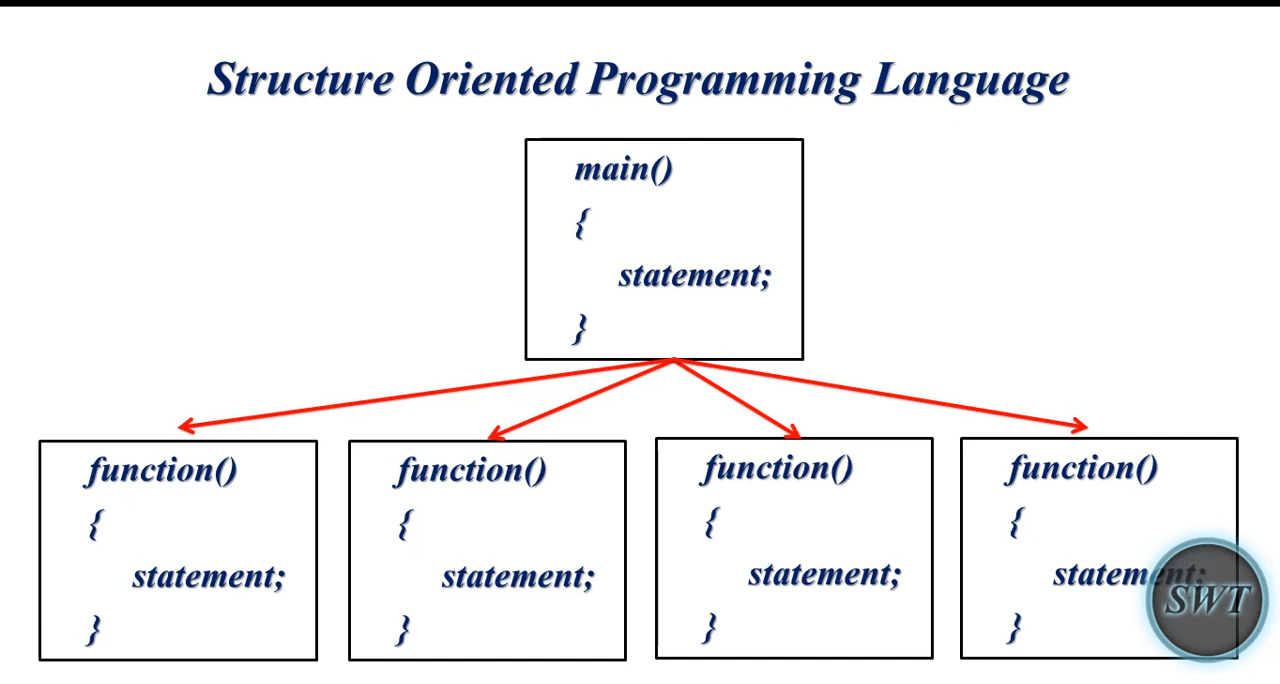 Structure Oriented Programming Language
main()
{
statement;
}
function()
{
statement;
}
function()
{
statement;
}
function()
{
statement;
}
function()
{
statement;
}
SWT